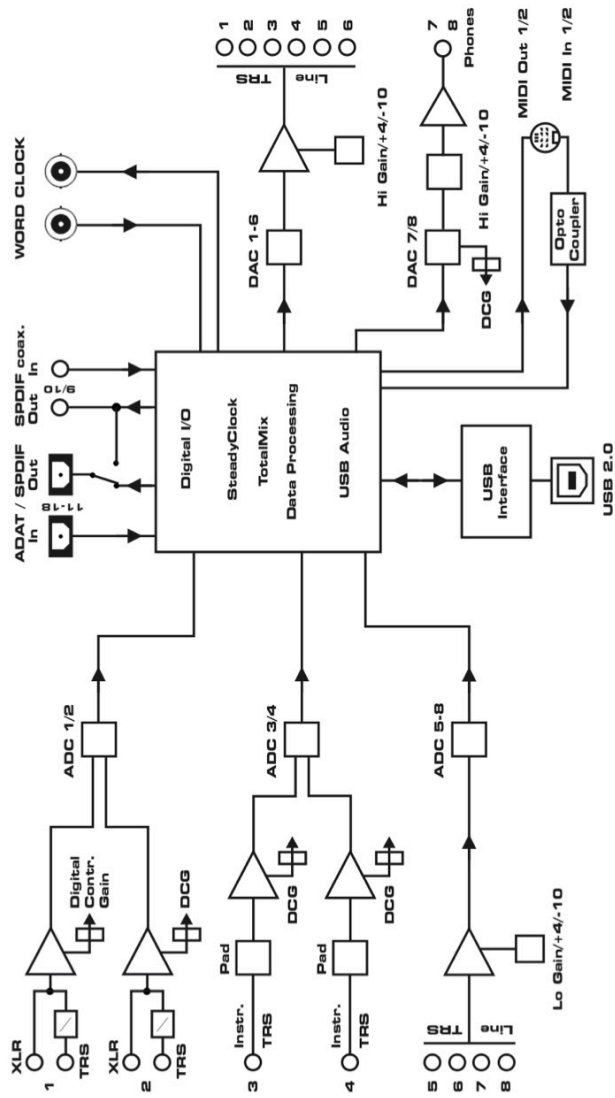 XLR
1
TRS
Digital
Contr.
Gain
XLR
2
TRS
DCG
ADC 1/2
Instr.
3
TRS
Pad
DCG
Instr.
4
TRS
Pad
DCG
ADC 3/4
5
6
7
8
TRS
Line
Lo Gain/+4/-10
ADC 5-8
ADAT / SPDIF
In
Out
11-18
SPDIF coax.
Out
In
9/10
WORD CLOCK
Digital I/O
SteadyClock
TotalMix
Data Processing
USB Audio
USB
Interface
USB 2.0
DAC 1-6
Hi Gain/+4/-10
TRS
Line
1
2
3
4
5
6
DAC 7/8
DCG
Hi Gain/+4/-10
7
8
Phones
MIDI Out 1/2
MIDI In 1/2
Opto
Coupler